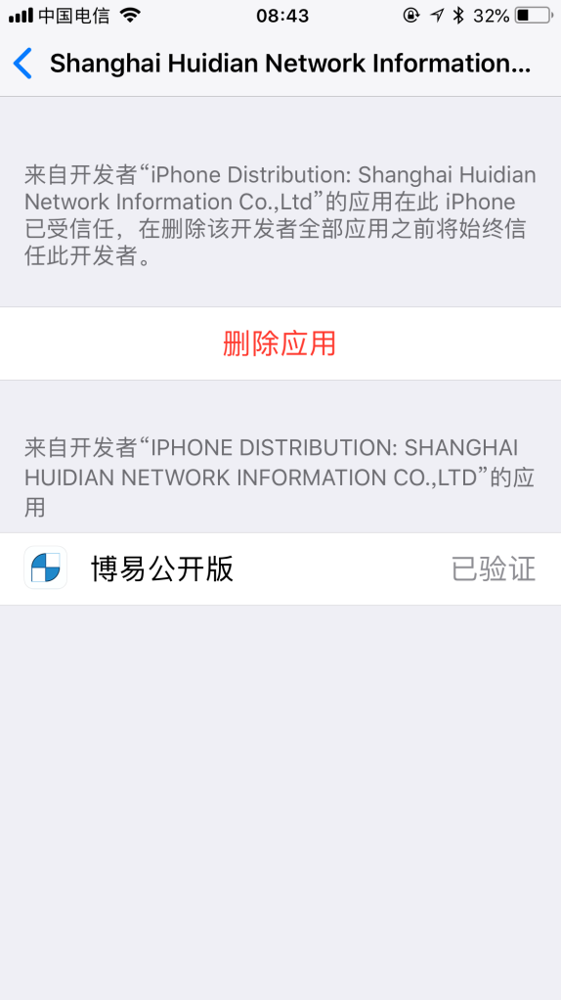 中国电信 08:43 32%
Shanghai Huidian Network Information...
来自开发者“iPhone Distribution: Shanghai Huidian
Network Information Co.,Ltd”的应用在此 iPhone
已受信任，在删除该开发者全部应用之前将始终信
任此开发者。
删除应用
来自开发者“IPHONE DISTRIBUTION: SHANGHAI
HUIDIAN NETWORK INFORMATION CO.,LTD”的应
用
博易公开版 已验证